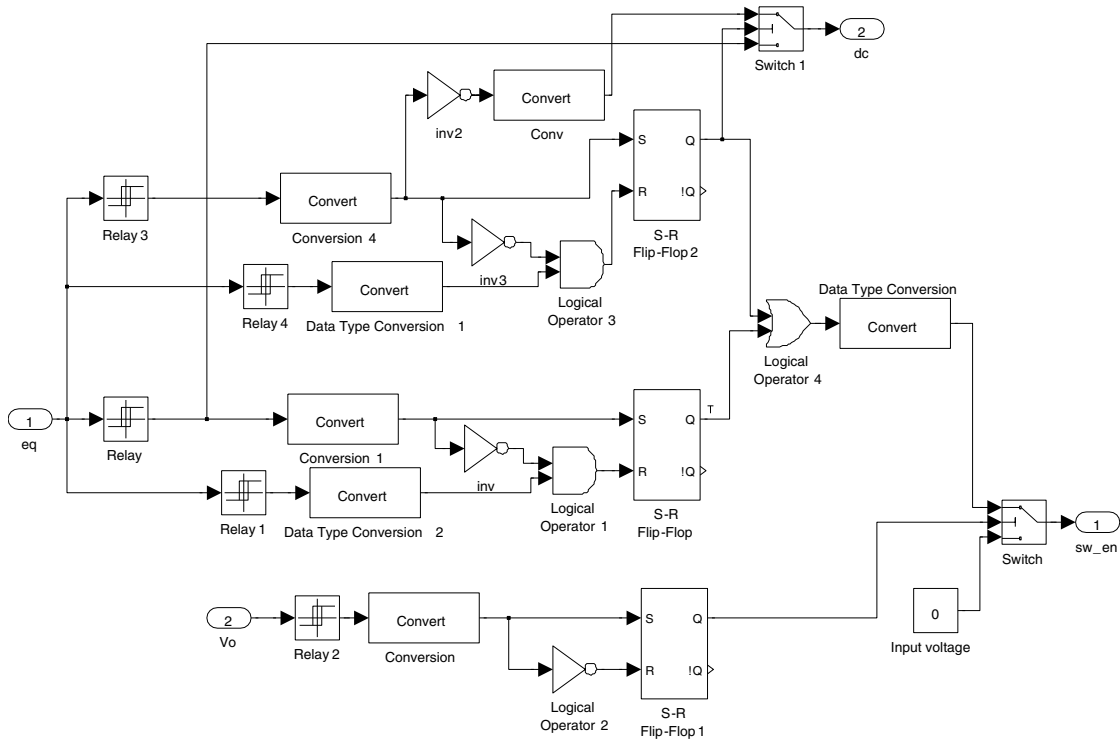 2
dc
Switch 1
Convert
Conv
inv2
S
Q
R
!Q
S-R
Flip-Flop 2
Relay 3
Convert
Conversion 4
inv3
Logical
Operator 3
Relay 4
Convert
Data Type Conversion 1
Data Type Conversion
Convert
Logical
Operator 4
1
eq
Relay
Convert
Conversion 1
inv
Logical
Operator 1
S
Q
T
R
!Q
S-R
Flip-Flop
Relay 1
Convert
Data Type Conversion 2
Switch
1
sw_en
0
Input voltage
2
Vo
Relay 2
Convert
Conversion
Logical
Operator 2
S
Q
R
!Q
S-R
Flip-Flop 1